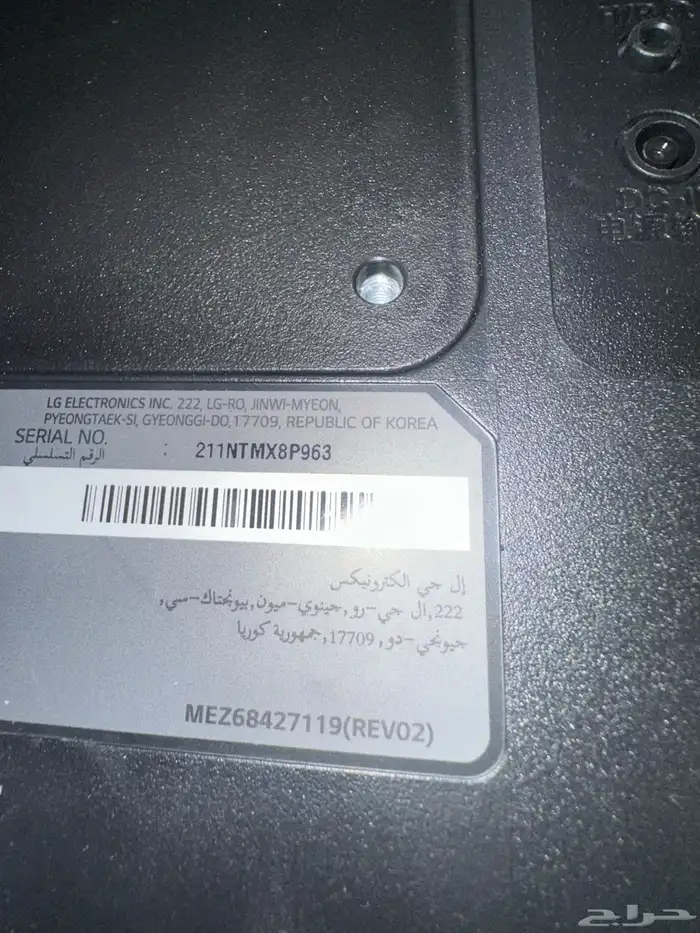 LG ELECTRONICS INC. 222, LG-RO, JINWI-MYEON,
PYEONGTAEK-SI, GYEONGGI-DO,17709, REPUBLIC OF KOREA
SERIAL NO. : 211NTMX8P963
الرقم التسلسلي
إل جي الكترونيكس
222,ال جي-رو,جينوي-ميون,بيونجتاك-سي,
جيونجي-دو, 17709,جمهورية كوريا
MEZ68427119(REV02)
حراج